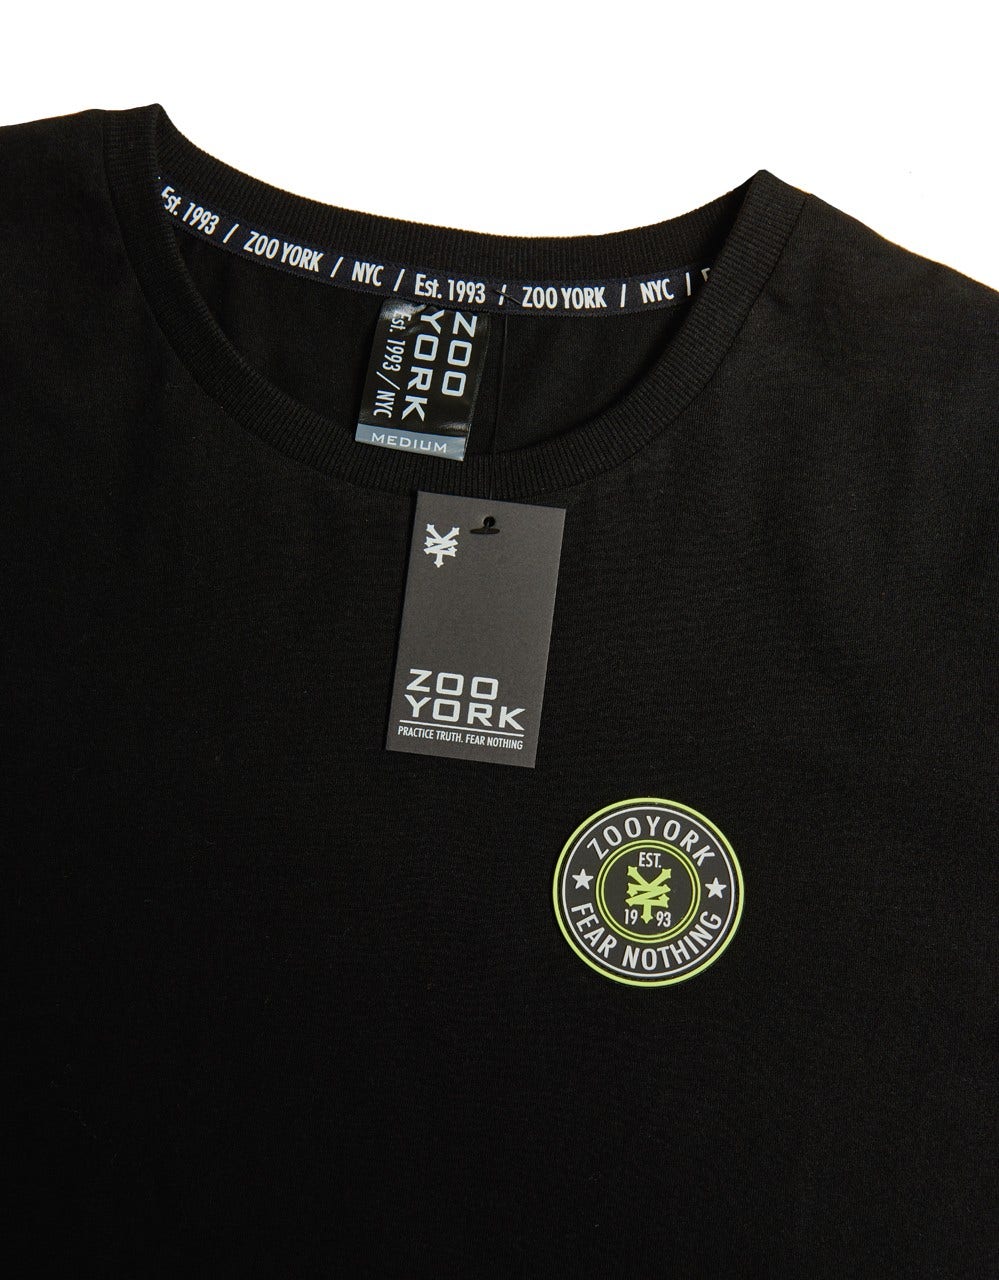 Est. 1993 / ZOO YORK / NYC / Est. 1993 / ZOO YORK / NYC /
ZOO
YORK
Est. 1993 / NYC
MEDIUM
ZOO
YORK
PRACTICE TRUTH. FEAR NOTHING
ZOOYORK
EST.
19 93
FEAR NOTHING